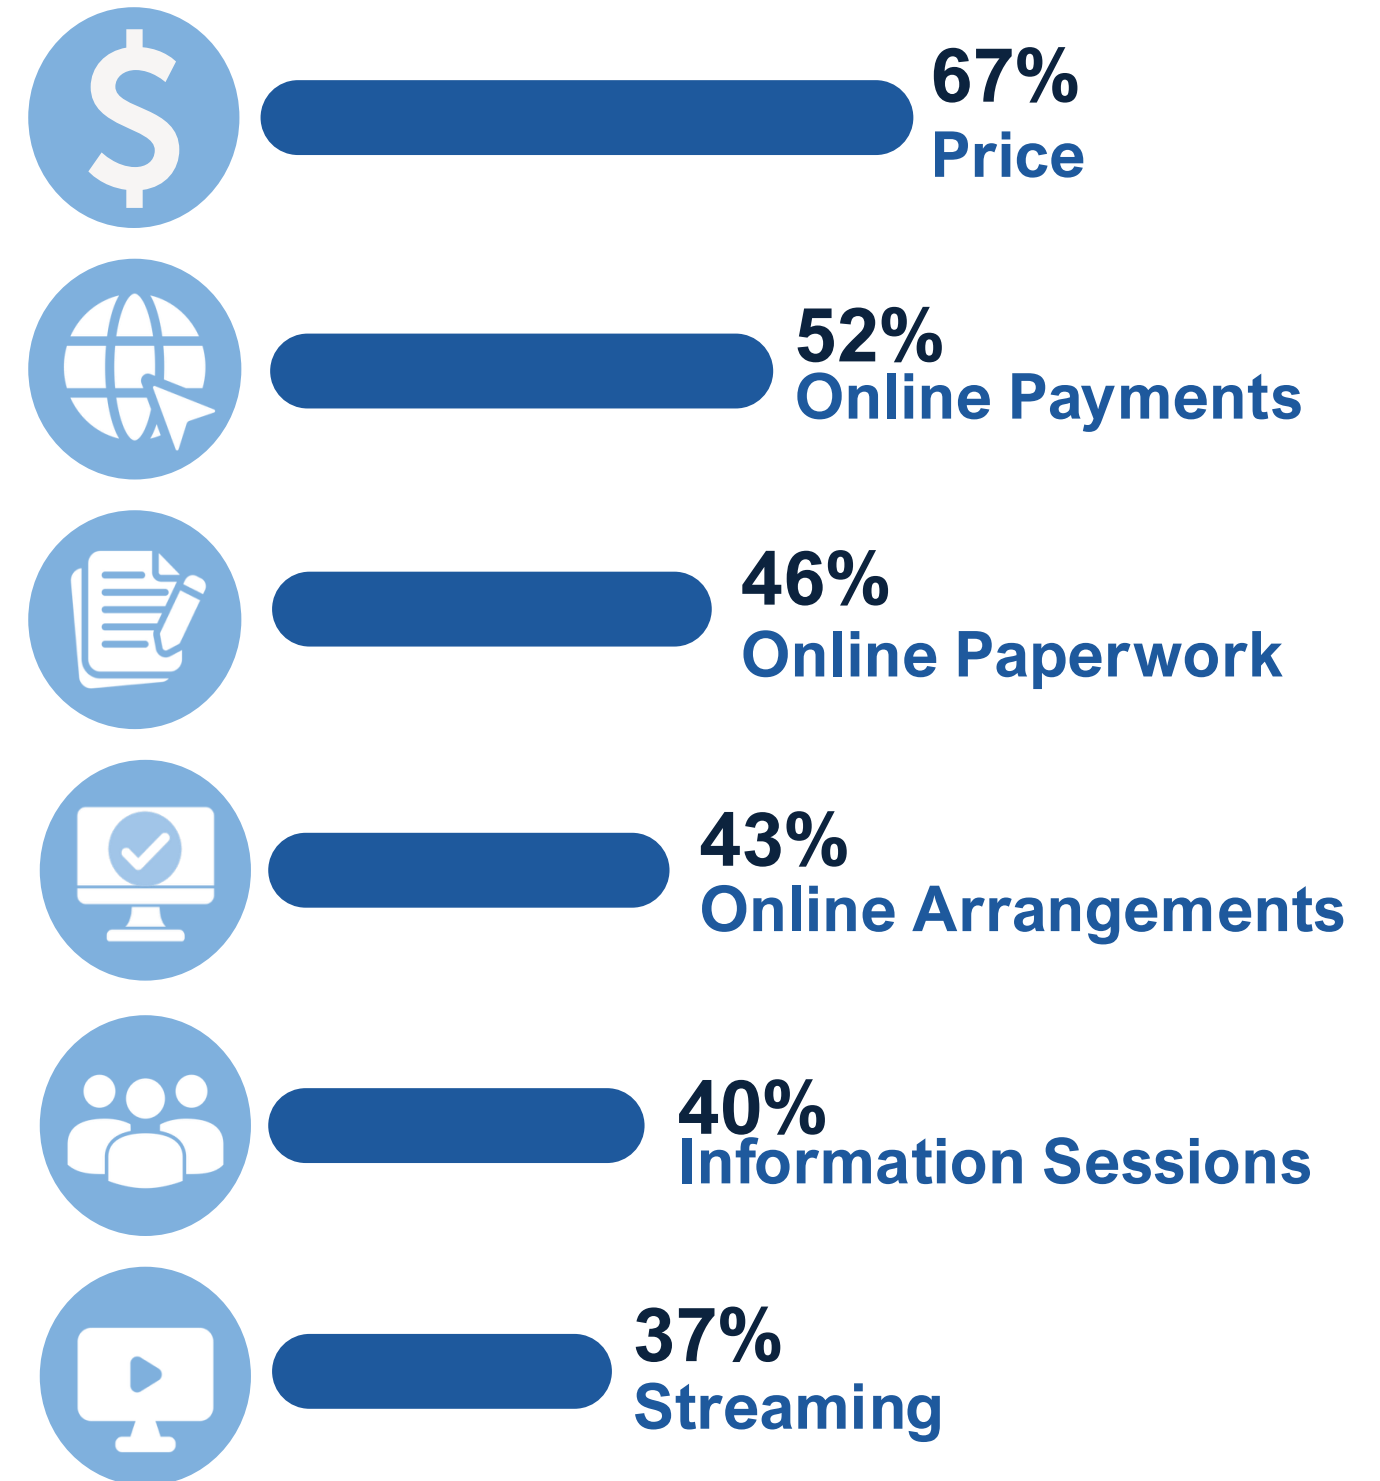 67%
Price
52%
Online Payments
46%
Online Paperwork
43%
Online Arrangements
40%
Information Sessions
37%
Streaming